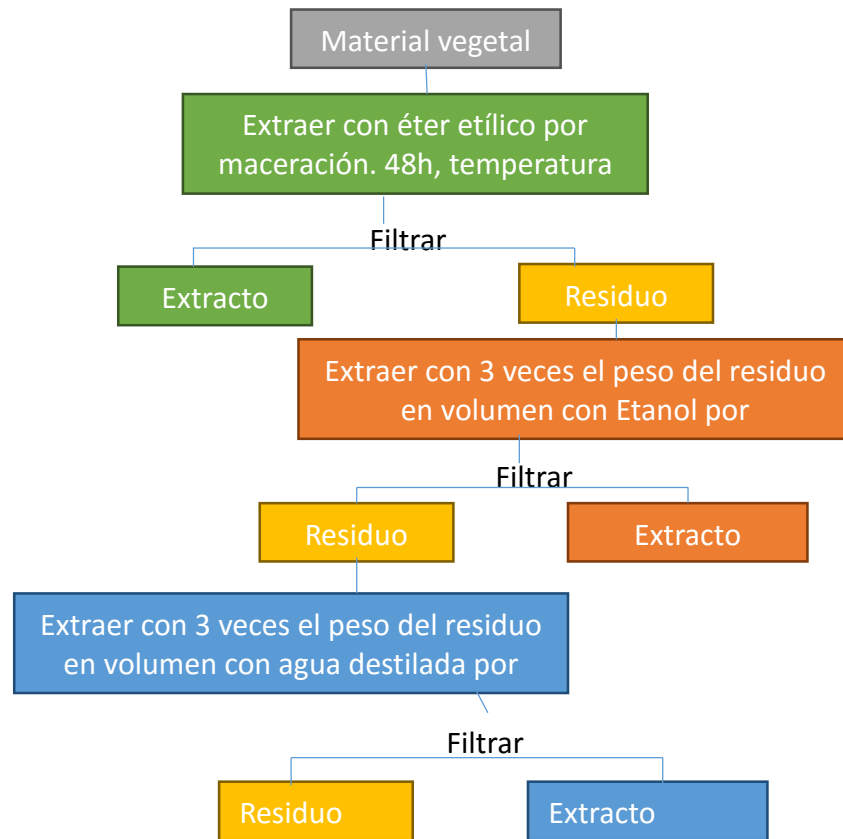 Material vegetal
Extraer con éter etílico por
maceración. 48h, temperatura
Filtrar
Extracto
Residuo
Extraer con 3 veces el peso del residuo
en volumen con Etanol por
Filtrar
Residuo
Extracto
Extraer con 3 veces el peso del residuo
en volumen con agua destilada por
Filtrar
Residuo
Extracto